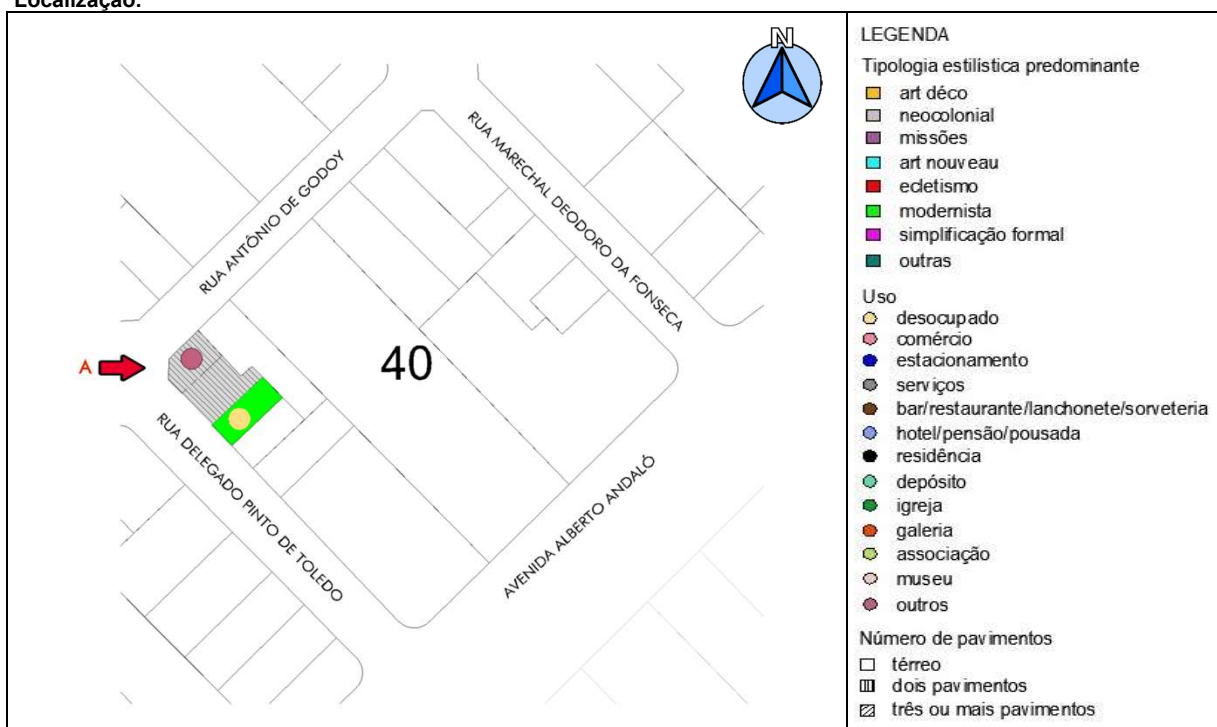 Localização:
N
RUA ANTÔNIO DE GODOY
RUA MARECHAL DEODORO DA FONSECA
A
40
RUA DELEGADO PINTO DE TOLEDO
AVENIDA ALBERTO ANDALÓ
LEGENDA
Tipologia estilística predominante
art déco
neocolonial
missões
art nouveau
ecletismo
modernista
simplificação formal
outras
Uso
desocupado
comércio
estacionamento
serviços
bar/restaurante/lanchonete/sorveteria
hotel/pensão/pousada
residência
depósito
igreja
galeria
associação
museu
outros
Número de pavimentos
térreo
dois pavimentos
três ou mais pavimentos